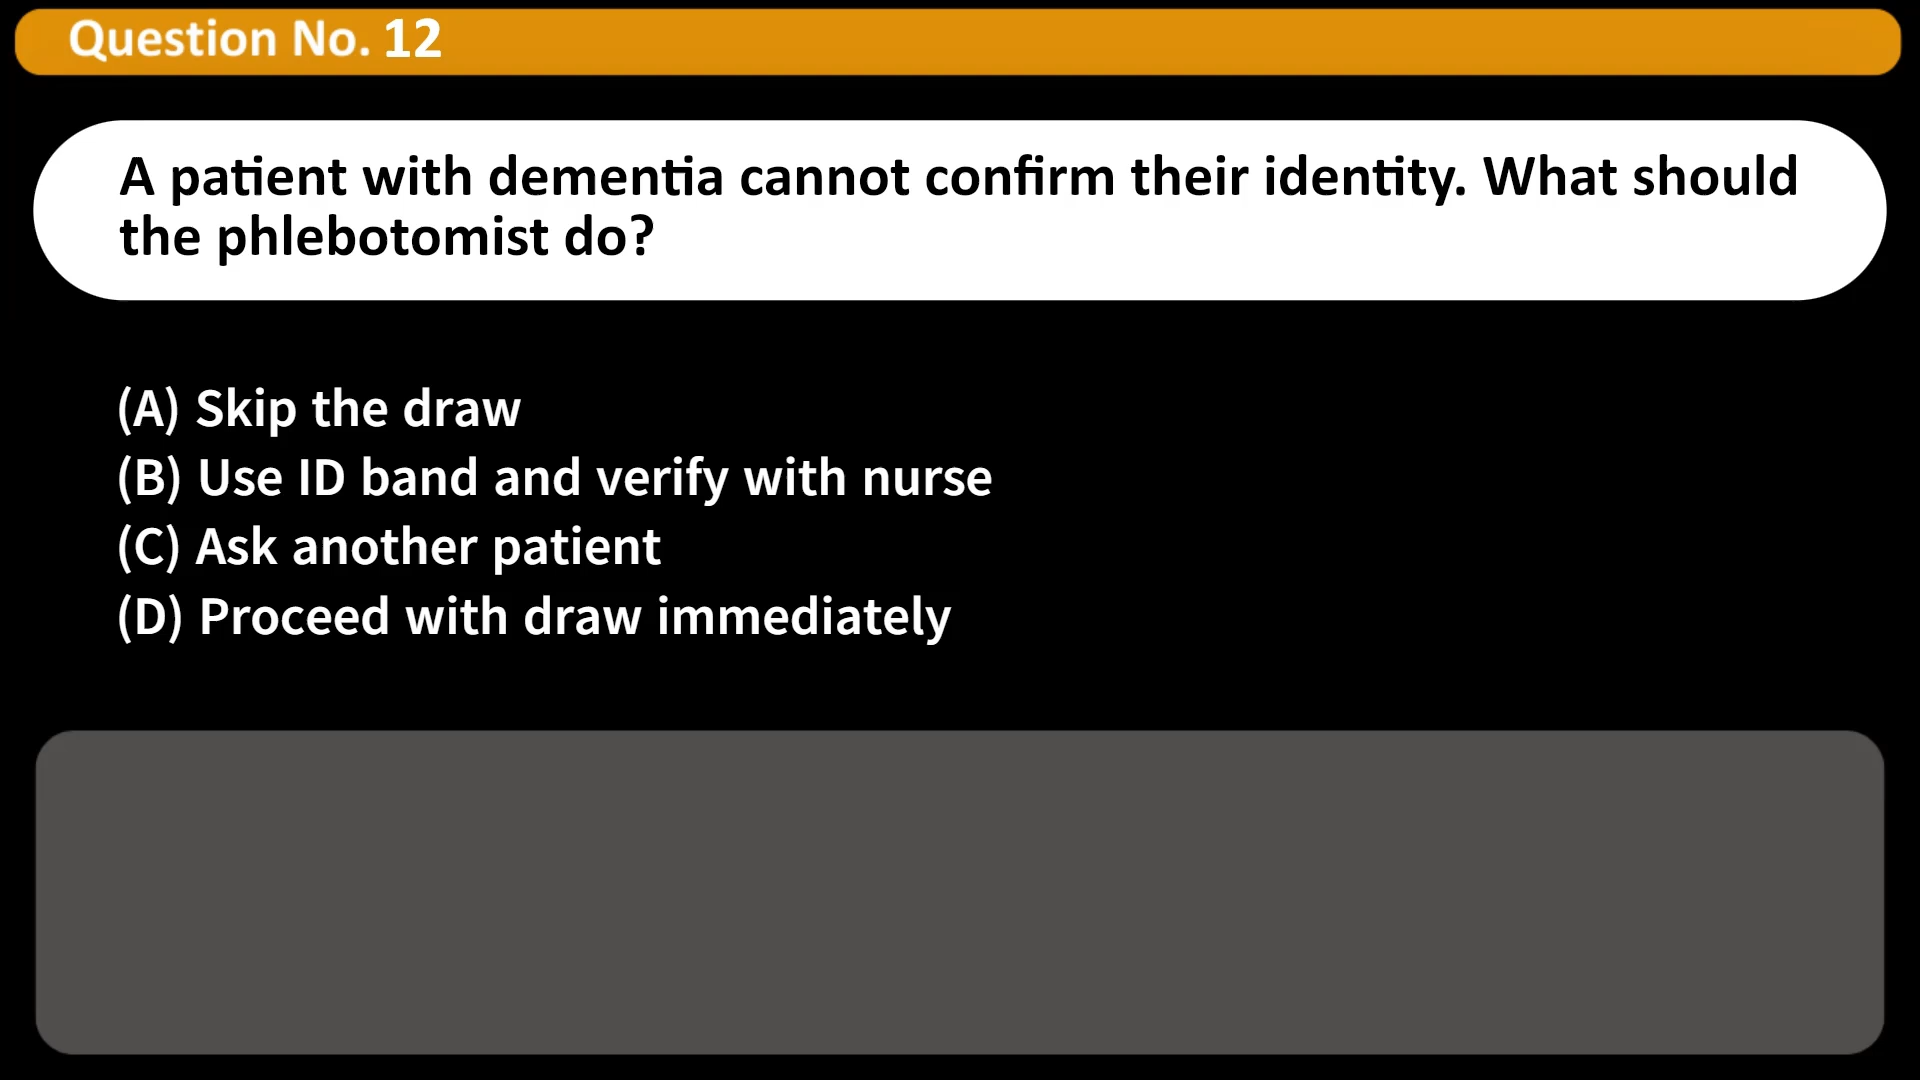 Question No. 12
A patient with dementia cannot confirm their identity. What should
the phlebotomist do?
(A) Skip the draw
(B) Use ID band and verify with nurse
(C) Ask another patient
(D) Proceed with draw immediately